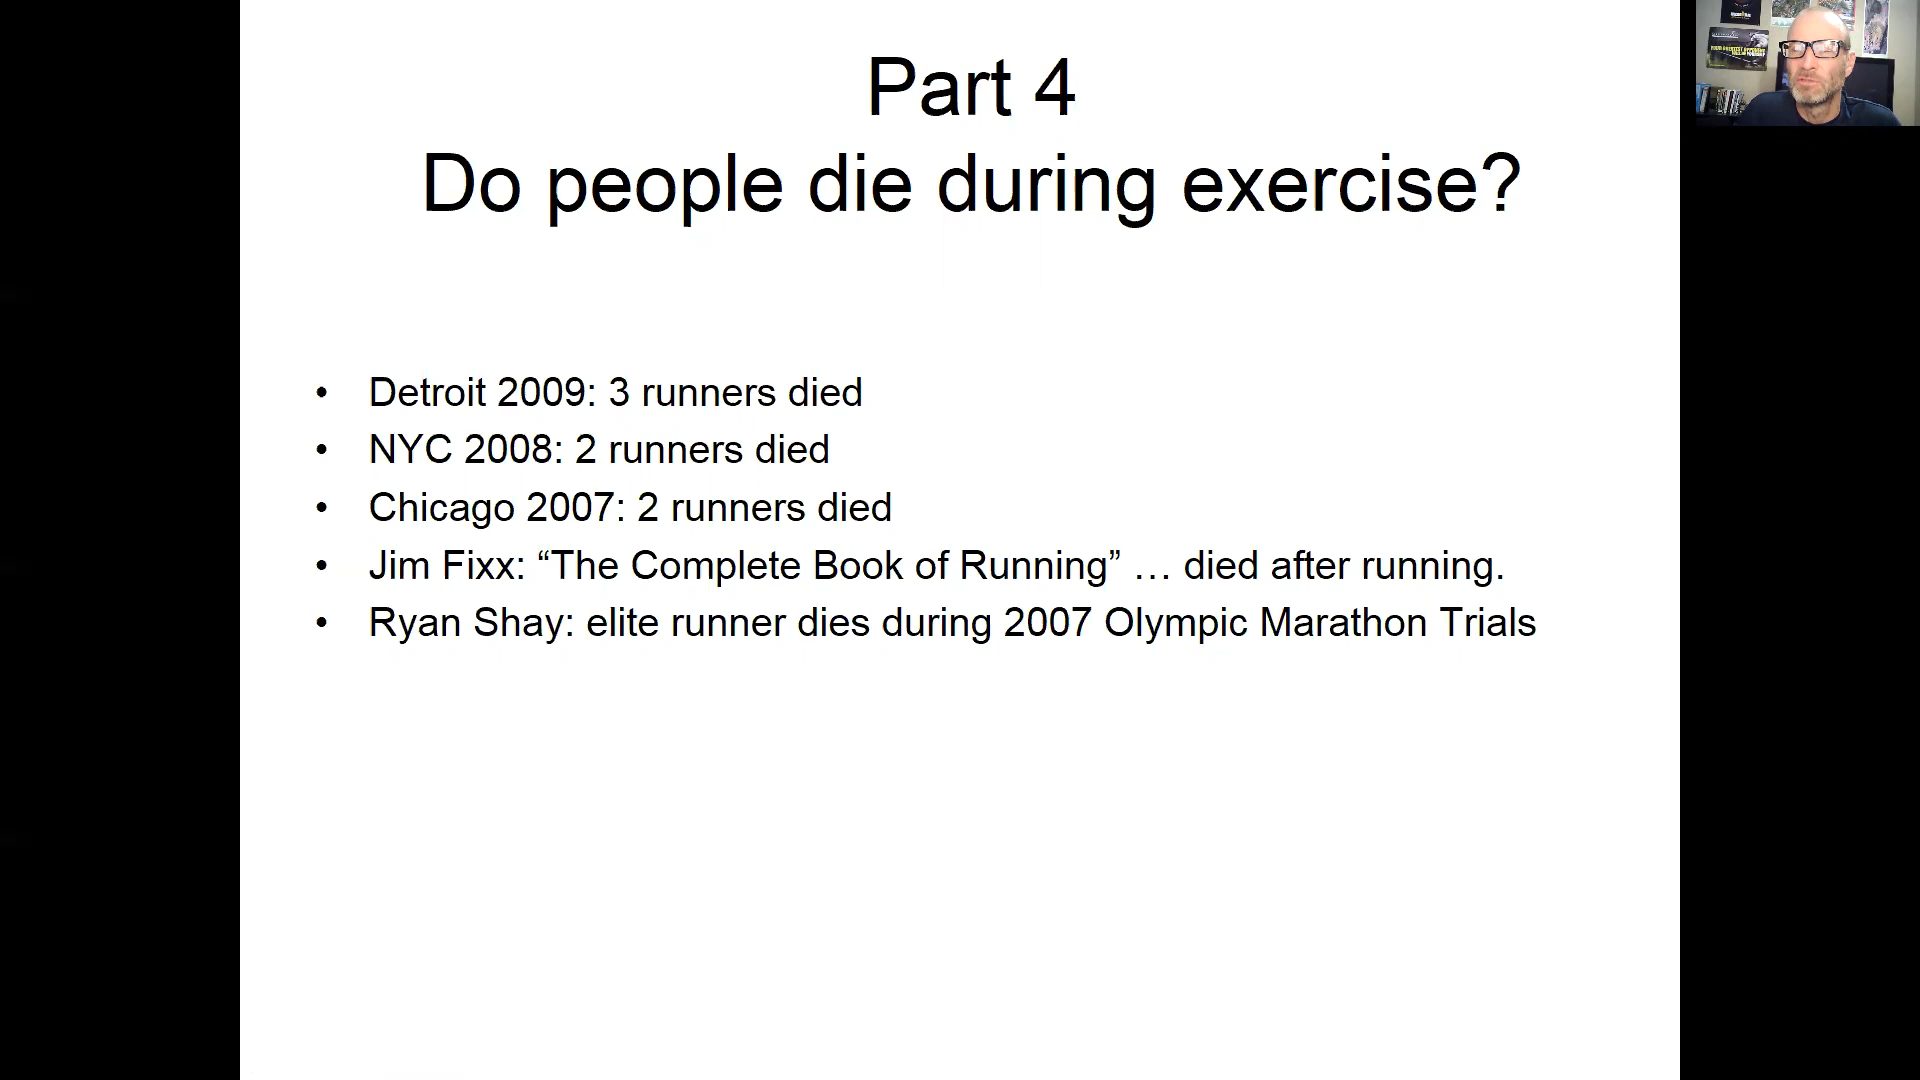 Part 4
Do people die during exercise?
• Detroit 2009: 3 runners died
• NYC 2008: 2 runners died
• Chicago 2007: 2 runners died
• Jim Fixx: “The Complete Book of Running” … died after running.
• Ryan Shay: elite runner dies during 2007 Olympic Marathon Trials